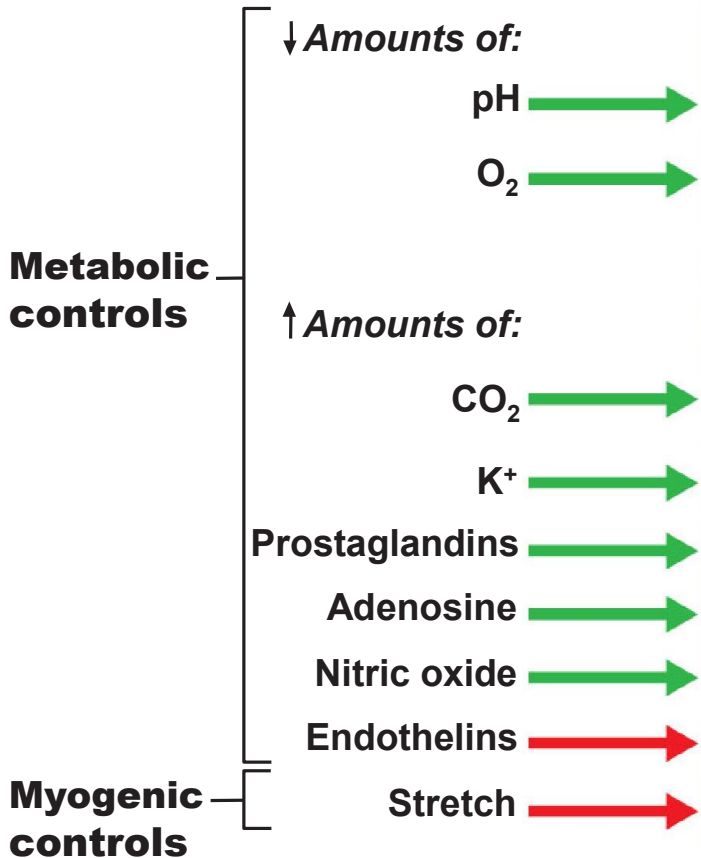 ↓ Amounts of:
pH
O₂
Metabolic
controls
↑ Amounts of:
CO₂
K⁺
Prostaglandins
Adenosine
Nitric oxide
Endothelins
Myogenic
controls
Stretch